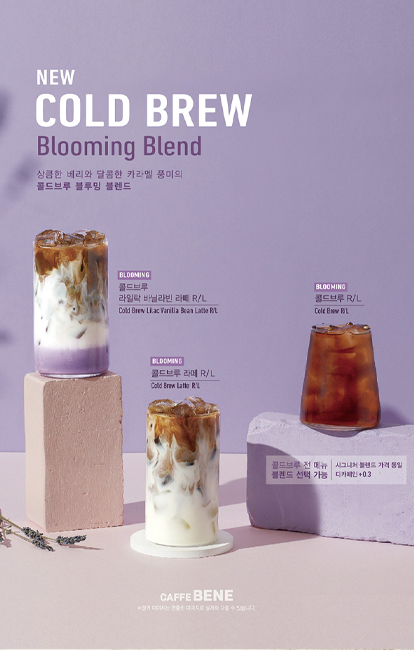 NEW
COLD BREW
Blooming Blend
상큼한 베리와 달콤한 카라멜 풍미의
콜드브루 블루밍 블렌드
BLOOMING
콜드브루
라일락 바닐라빈 라떼 R/L
Cold Brew Lilac Vanilla Bean Latte R/L
BLOOMING
콜드브루 R/L
Cold Brew R/L
BLOOMING
콜드브루 라떼 R/L
Cold Brew Latte R/L
콜드브루 전 메뉴
블렌드 선택 가능
시그니처 블렌드 가격 동일
디카페인 +0.3
CAFFE BENE